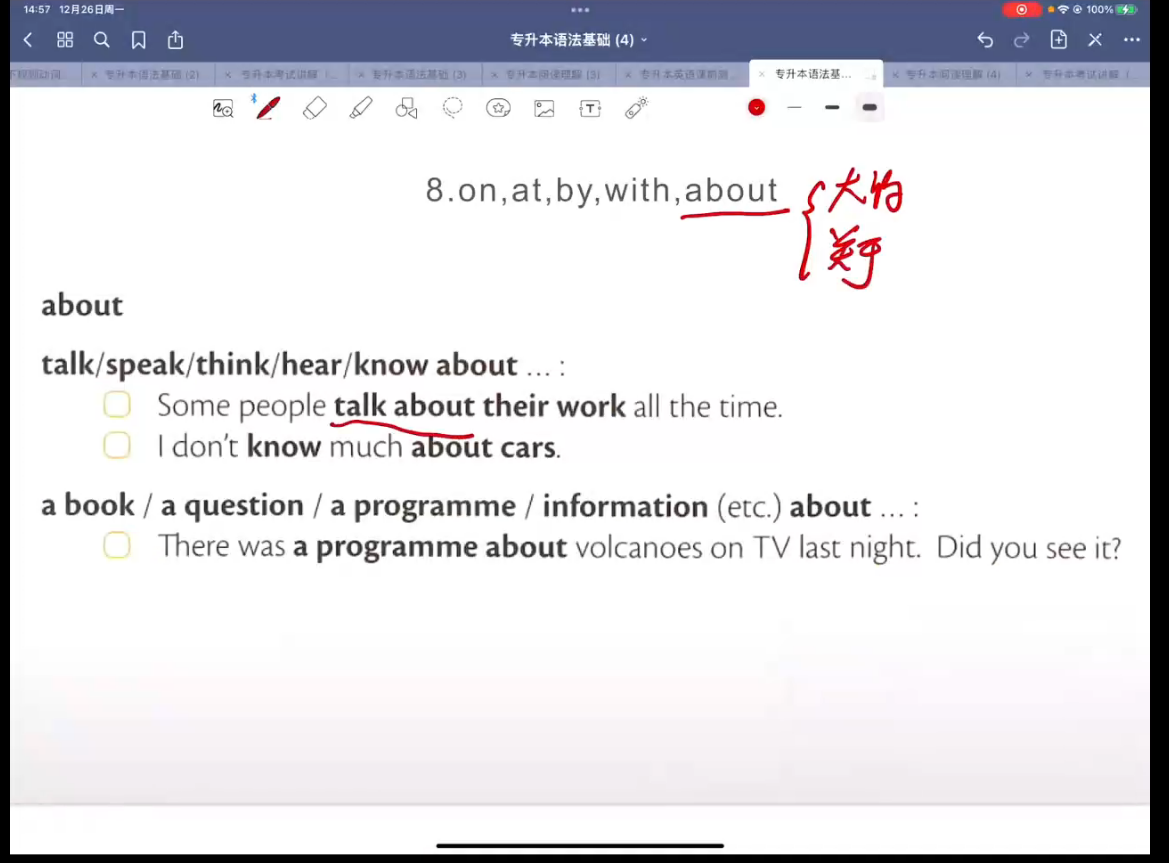 14:57 12月26日周一
100%
专升本语法基础 (4)
专升本语法基础 (2) 专升本考试讲解 专升本语法基础 (3) 专升本阅读理解 (3) 专升本英语课前测 专升本语法基... 专升本阅读理解 (4) 专升本考试讲解
8.on,at,by,with,about
大约
关于
about
talk/speak/think/hear/know about ... :
Some people talk about their work all the time.
I don't know much about cars.
a book / a question / a programme / information (etc.) about ... :
There was a programme about volcanoes on TV last night. Did you see it?